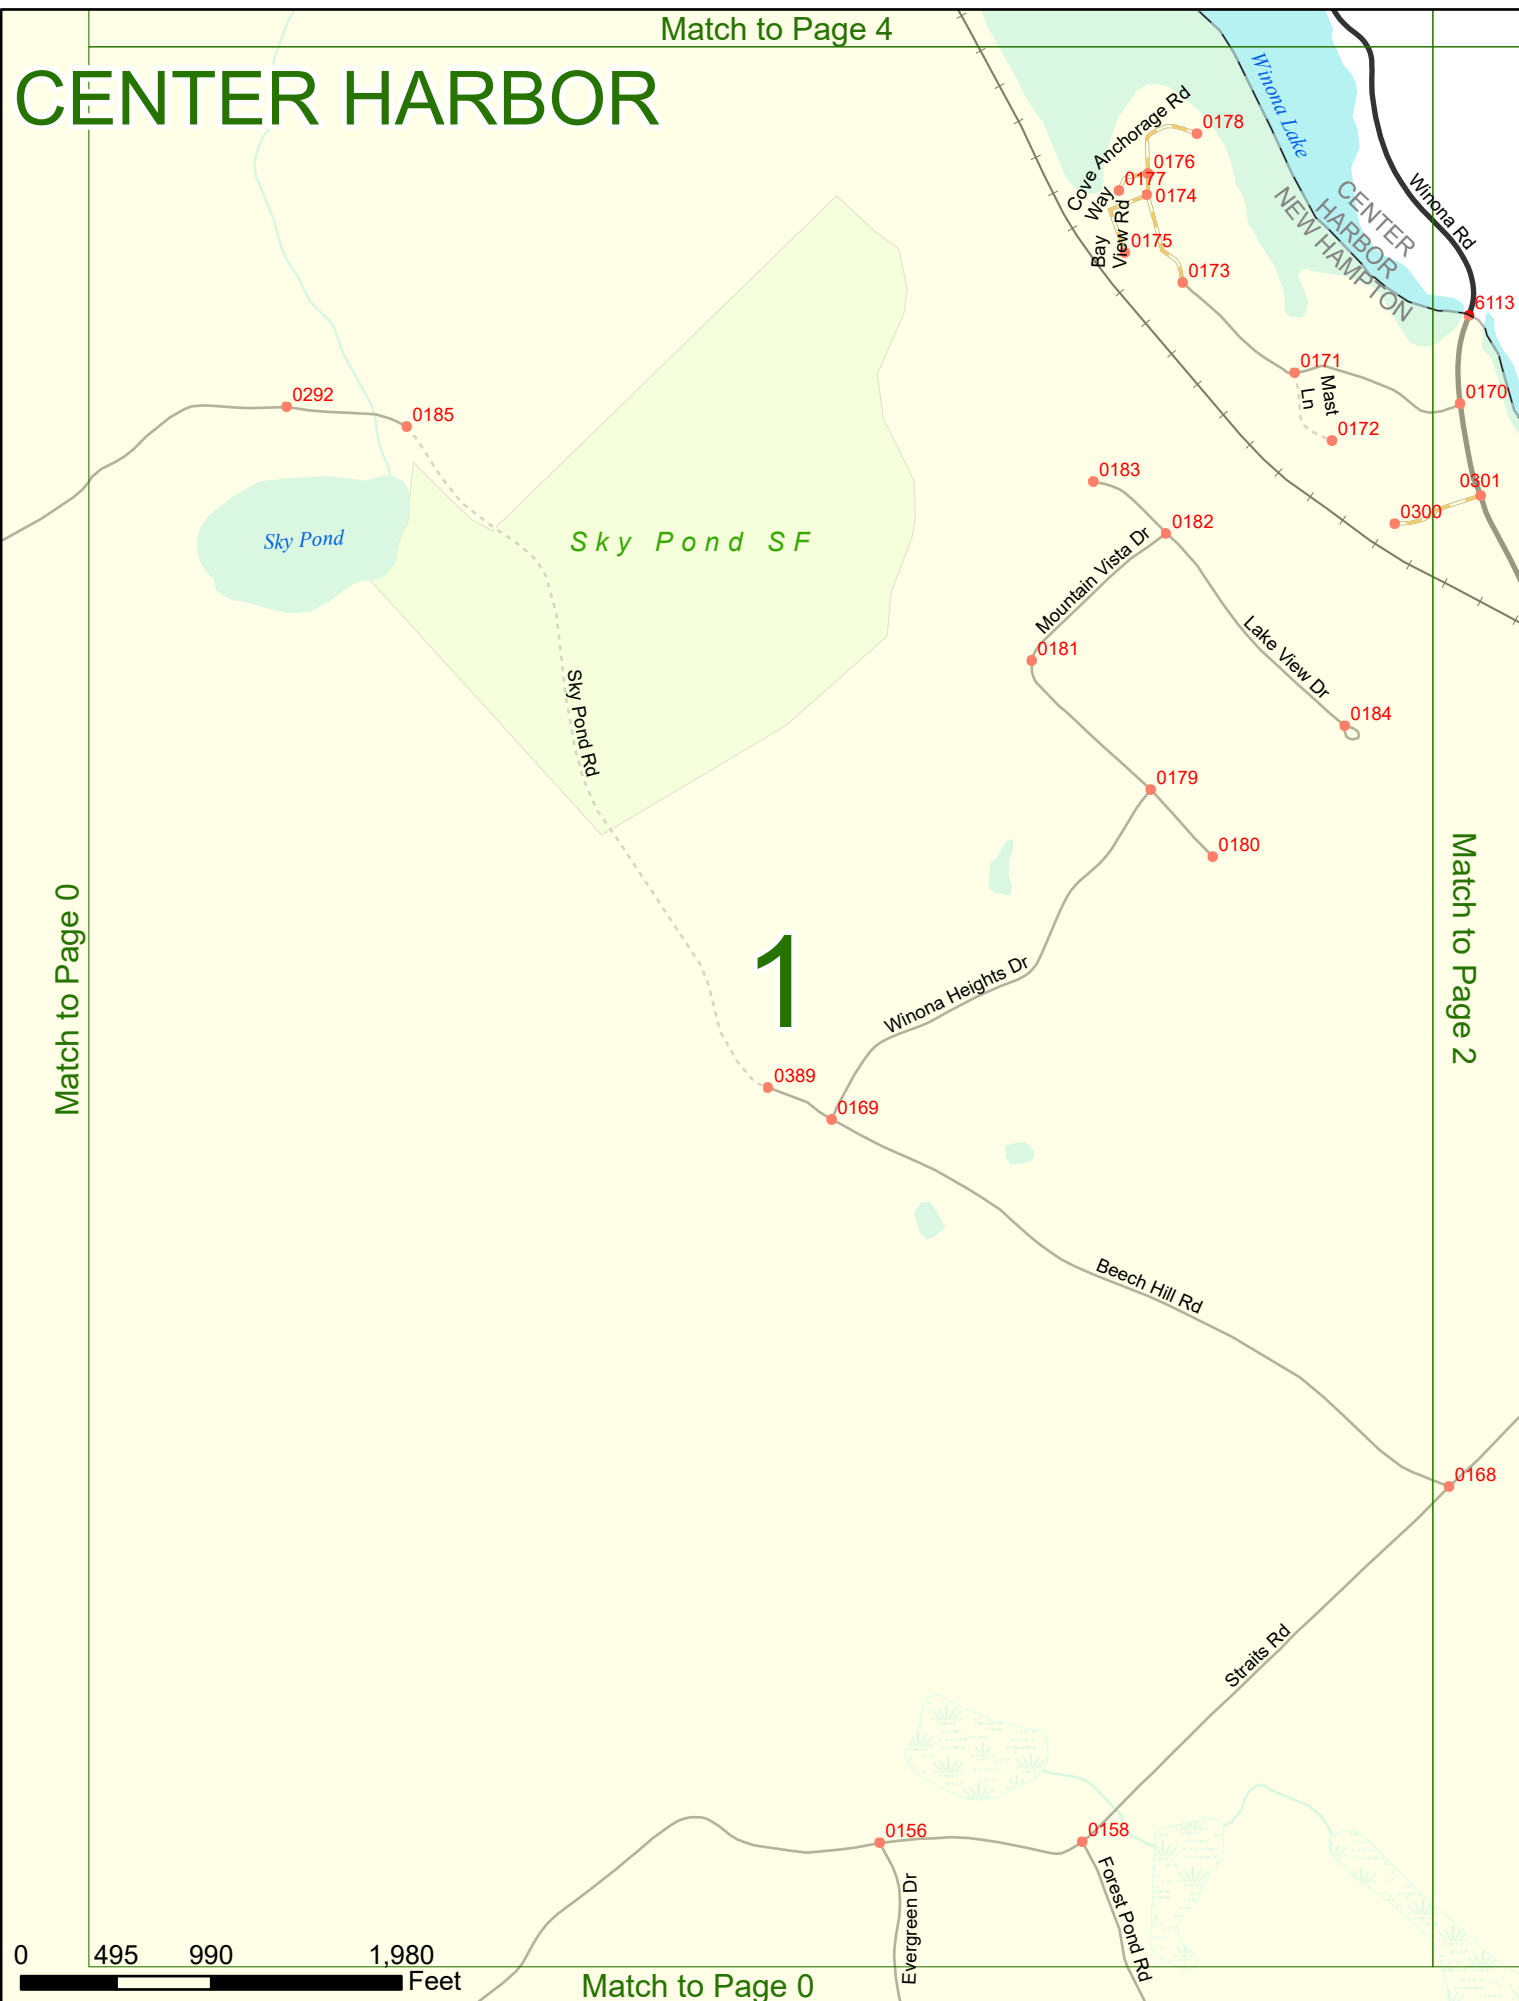 Match to Page 4
CENTER HARBOR
Winona Lake
Cove Anchorage Rd
0178
0176
0177
0174
Bay
Way
View Rd
0175
0173
CENTER
HARBOR
NEW HAMPTON
Winona Rd
6113
0171
Mast
Ln
0170
0172
0292
0185
0183
0301
0300
0182
Sky Pond
Sky Pond SF
Mountain Vista Dr
0181
Lake View Dr
0184
Sky Pond Rd
0179
0180
Match to Page 0
Match to Page 2
1
Winona Heights Dr
0389
0169
Beech Hill Rd
0168
Straits Rd
0156
0158
Evergreen Dr
Forest Pond Rd
0 495 990 1,980
Feet
Match to Page 0